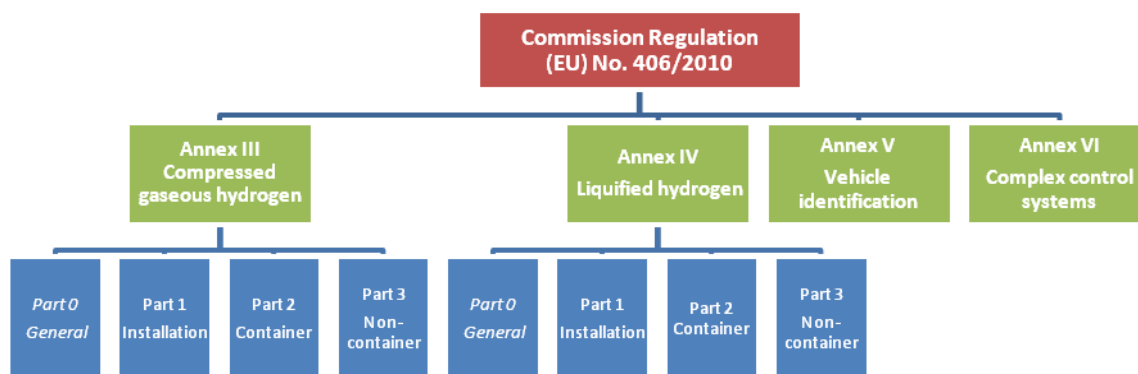 Commission Regulation
(EU) No. 406/2010
Annex III
Compressed
gaseous hydrogen
Annex IV
Liquified hydrogen
Annex V
Vehicle
identification
Annex VI
Complex control
systems
Part 0
General
Part 1
Installation
Part 2
Container
Part 3
Non-
container
Part 0
General
Part 1
Installation
Part 2
Container
Part 3
Non-
container